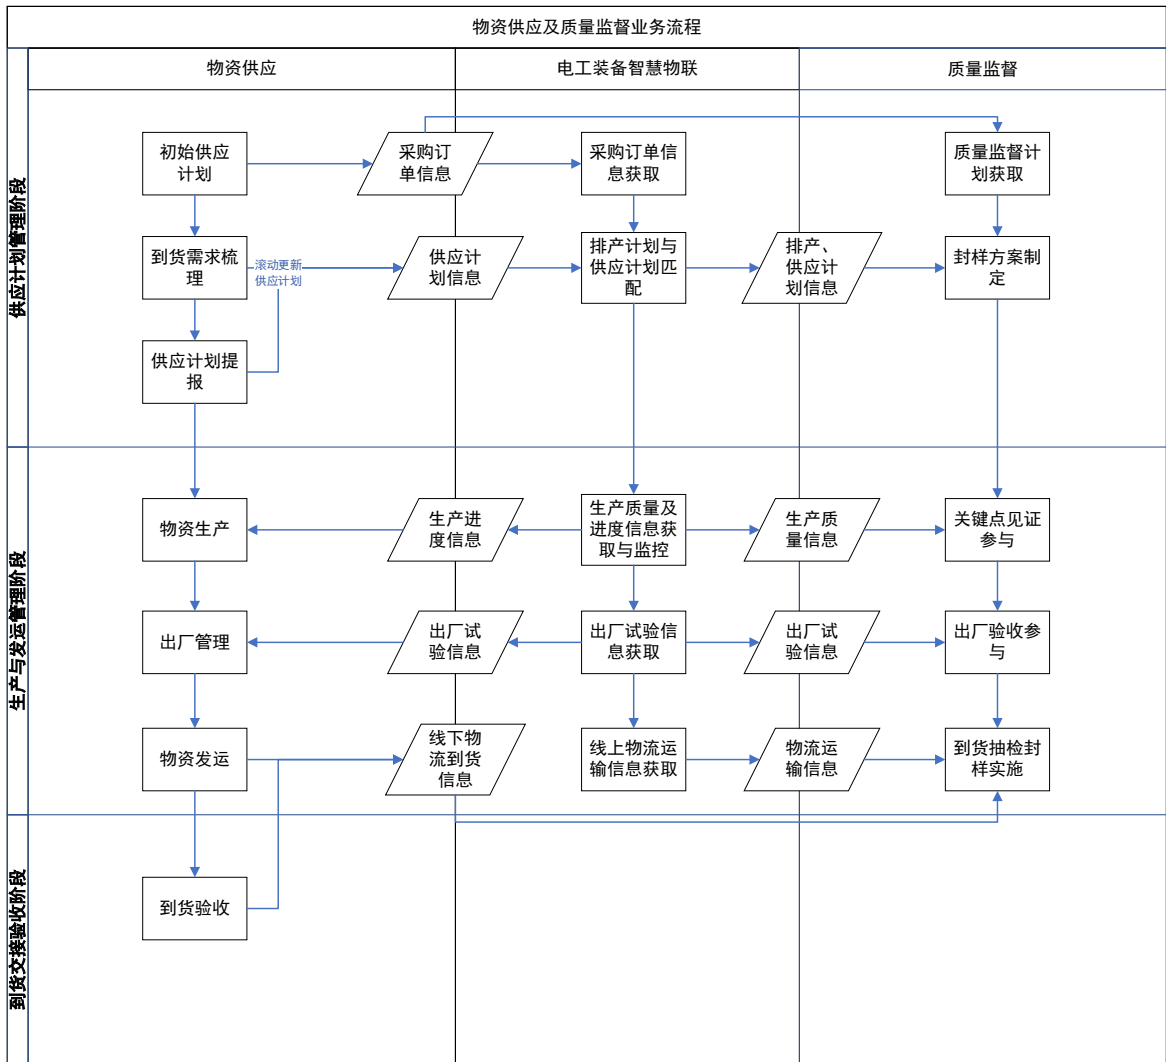 物资供应及质量监督业务流程
物资供应
电工装备智慧物联
质量监督
供应计划管理阶段
初始供应
计划
采购订
单信息
采购订单信
息获取
质量监督计
划获取
到货需求梳
理
滚动更新
供应计划
供应计
划信息
排产计划与
供应计划匹
配
排产、
供应计
划信息
封样方案制
定
供应计划提
报
生产与发运管理阶段
物资生产
生产进
度信息
生产质量及
进度信息获
取与监控
生产质
量信息
关键点见证
参与
出厂管理
出厂试
验信息
出厂试验信
息获取
出厂试
验信息
出厂验收参
与
物资发运
线下物
流到货
信息
线上物流运
输信息获取
物流运
输信息
到货抽检封
样实施
到货交接验收阶段
到货验收